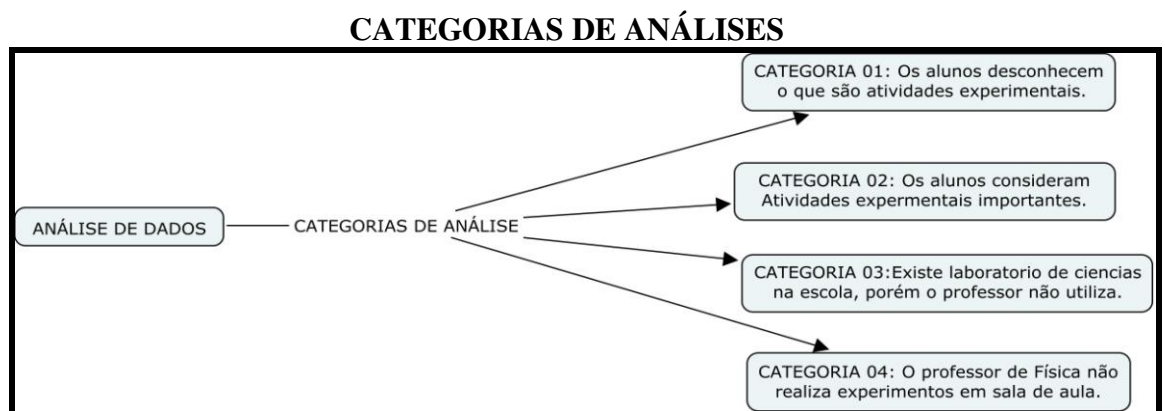 CATEGORIAS DE ANÁLISES
CATEGORIA 01: Os alunos desconhecem
o que são atividades experimentais.
CATEGORIA 02: Os alunos consideram
Atividades expermentais importantes.
ANÁLISE DE DADOS
CATEGORIAS DE ANÁLISE
CATEGORIA 03:Existe laboratorio de ciencias
na escola, porém o professor não utiliza.
CATEGORIA 04: O professor de Física não
realiza experimentos em sala de aula.